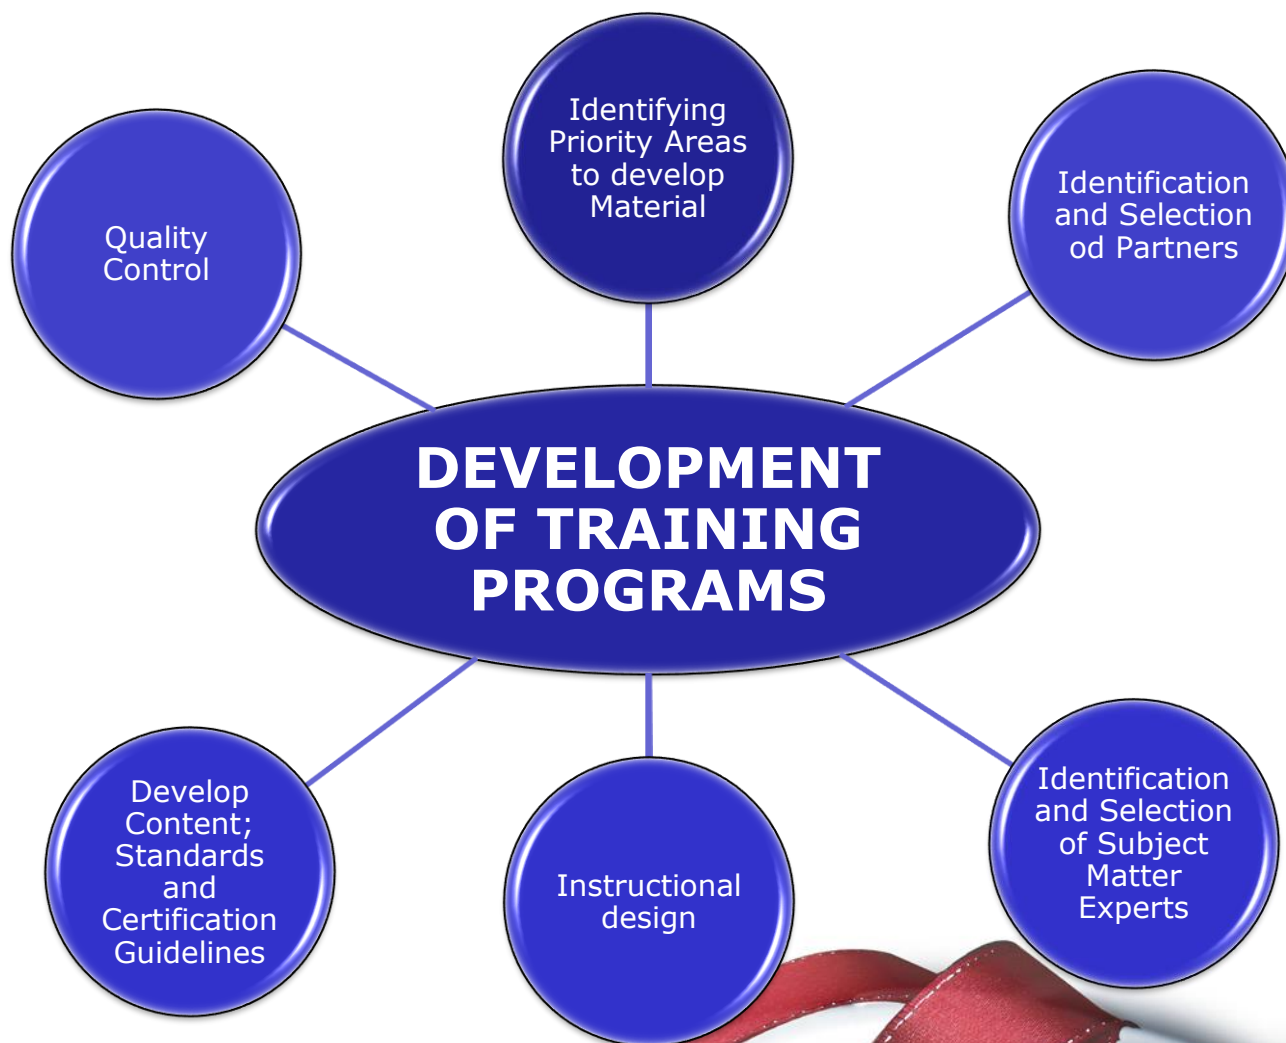 Identifying
Priority Areas
to develop
Material
Identification
and Selection
od Partners
Quality
Control
DEVELOPMENT
OF TRAINING
PROGRAMS
Develop
Content;
Standards
and
Certification
Guidelines
Instructional
design
Identification
and Selection
of Subject
Matter
Experts